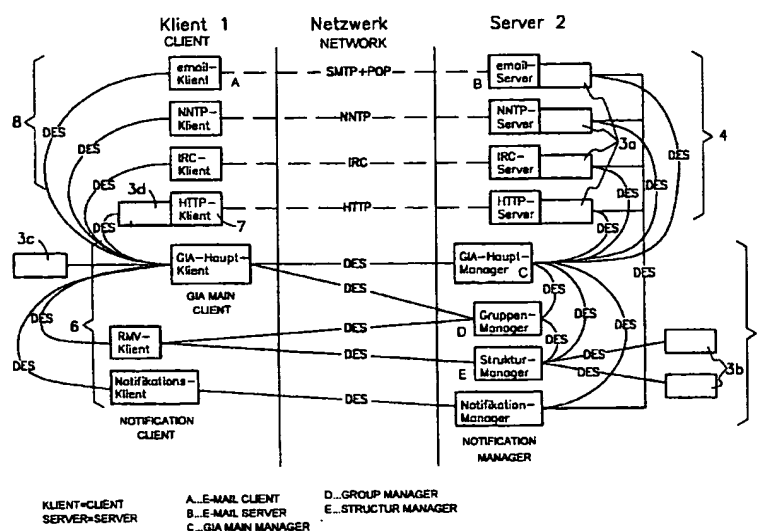 Klient 1
CLIENT
Netzwerk
NETWORK
Server 2
email-
Klient
A
SMTP+POP
B
email-
Server
8
DES
NNTP-
Klient
NNTP
NNTP-
Server
3a
4
DES
DES
DES
IRC-
Klient
IRC
IRC-
Server
DES
DES
3d
HTTP-
Klient
7
HTTP
HTTP-
Server
DES
DES
3c
GIA-Haupt-
Klient
GIA MAIN
CLIENT
DES
GIA-Haupt-
Manager
C
DES
DES
DES
6
DES
RMV-
Klient
DES
D
Gruppen-
Manager
DES
DES
DES
DES
E
Struktur-
Manager
DES
DES
3b
DES
Notifikations-
Klient
DES
Notifikation-
Manager
NOTIFICATION
CLIENT
NOTIFICATION
MANAGER
KLIENT=CLIENT
SERVER=SERVER
A...E-MAIL CLIENT
B...E-MAIL SERVER
C...GIA MAIN MANAGER
D...GROUP MANAGER
E...STRUCTUR MANAGER